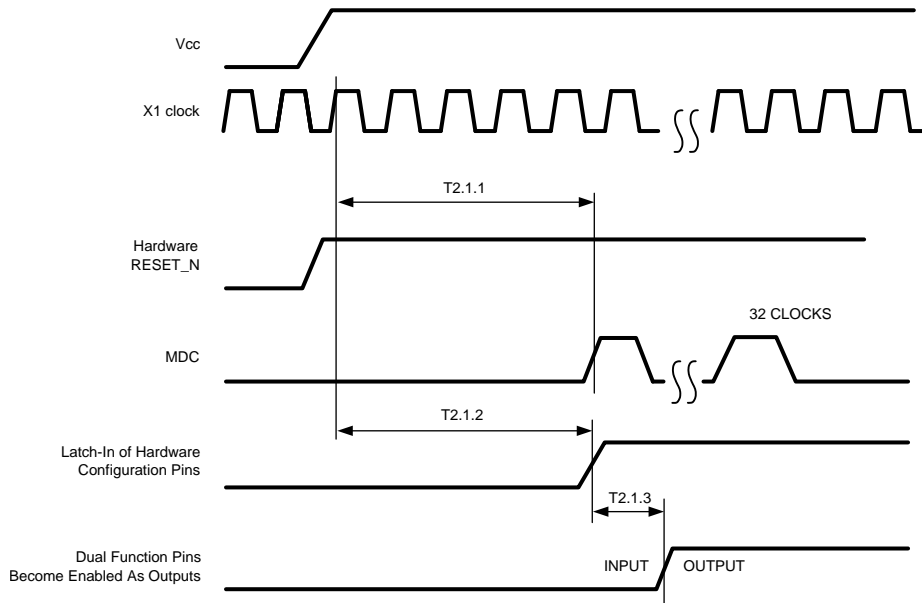 Vcc
X1 clock
T2.1.1
Hardware
RESET_N
32 CLOCKS
MDC
T2.1.2
Latch-In of Hardware
Configuration Pins
T2.1.3
Dual Function Pins
Become Enabled As Outputs
INPUT
OUTPUT